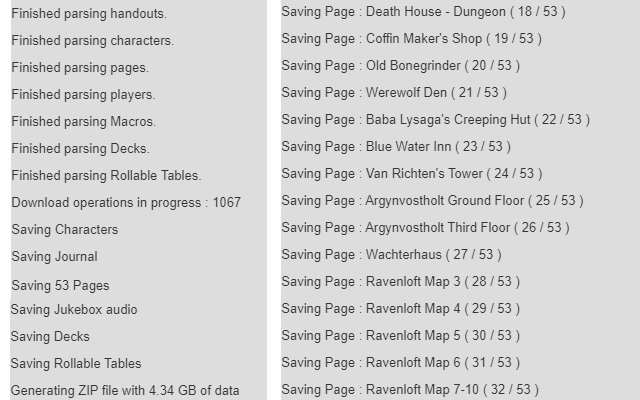 Finished parsing handouts.
Finished parsing characters.
Finished parsing pages.
Finished parsing players.
Finished parsing Macros.
Finished parsing Decks.
Finished parsing Rollable Tables.
Download operations in progress : 1067
Saving Characters
Saving Journal
Saving 53 Pages
Saving Jukebox audio
Saving Decks
Saving Rollable Tables
Generating ZIP file with 4.34 GB of data
Saving Page : Death House - Dungeon ( 18 / 53 )
Saving Page : Coffin Maker's Shop ( 19 / 53 )
Saving Page : Old Bonegrinder ( 20 / 53 )
Saving Page : Werewolf Den ( 21 / 53 )
Saving Page : Baba Lysaga's Creeping Hut ( 22 / 53 )
Saving Page : Blue Water Inn ( 23 / 53 )
Saving Page : Van Richten's Tower ( 24 / 53 )
Saving Page : Argynvostholt Ground Floor ( 25 / 53 )
Saving Page : Argynvostholt Third Floor ( 26 / 53 )
Saving Page : Wachterhaus ( 27 / 53 )
Saving Page : Ravenloft Map 3 ( 28 / 53 )
Saving Page : Ravenloft Map 4 ( 29 / 53 )
Saving Page : Ravenloft Map 5 ( 30 / 53 )
Saving Page : Ravenloft Map 6 ( 31 / 53 )
Saving Page : Ravenloft Map 7-10 ( 32 / 53 )